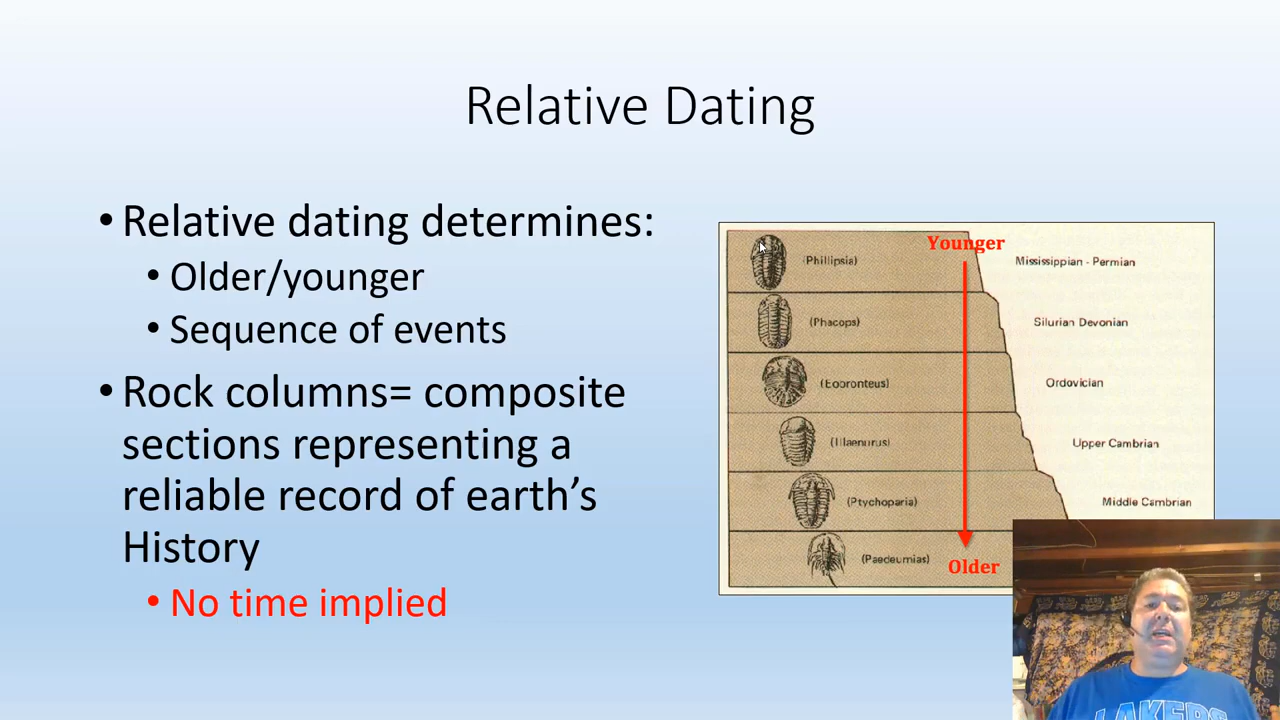 Relative Dating
• Relative dating determines:
• Older/younger
• Sequence of events
• Rock columns= composite
sections representing a
reliable record of earth’s
History
• No time implied
Younger
(Phillipsia)
Mississippian - Permian
(Phacops)
Silurian Devonian
(Eobronteus)
Ordovician
(Illaenurus)
Upper Cambrian
(Ptychoparia)
Middle Cambrian
(Paedeumias)
Older
LAKERS